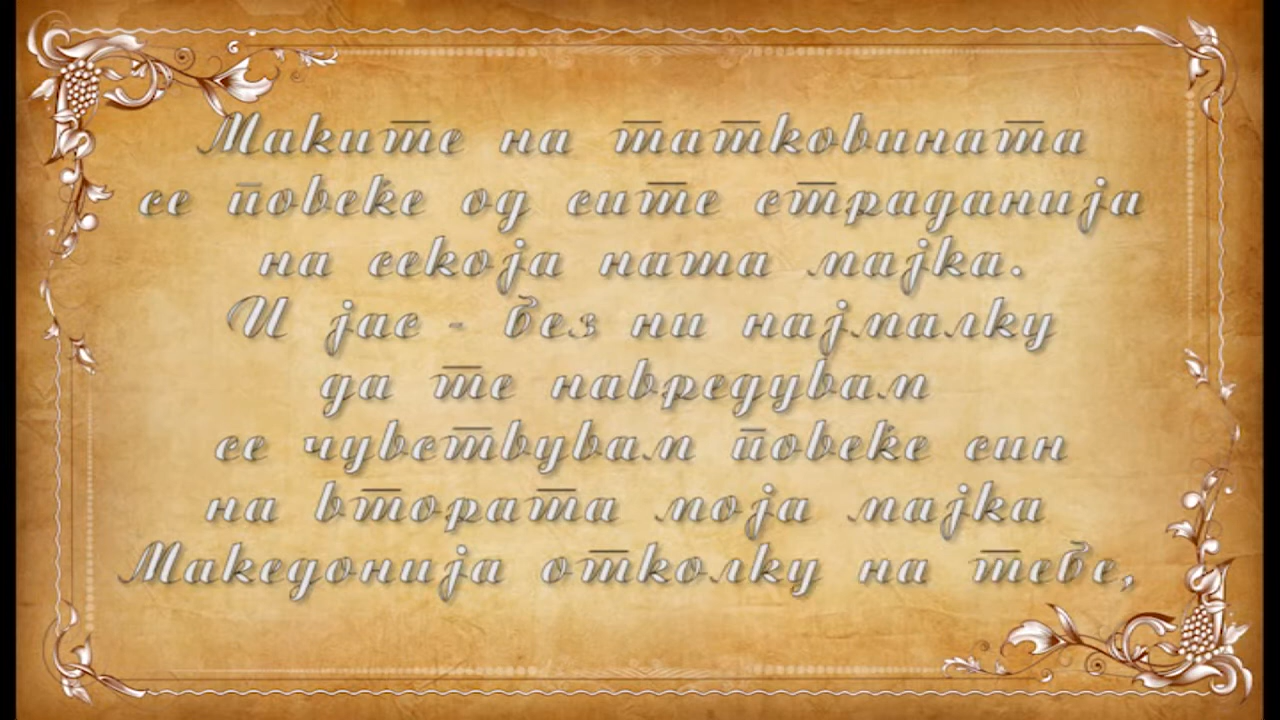 Маките на татковината
се повеќе од сите страданија
на секоја наша мајка.
И јас - без ни најмалку
да те навредувам
се чувствувам повеќе син
на втората моја мајка
Македонија отколку на тебе,